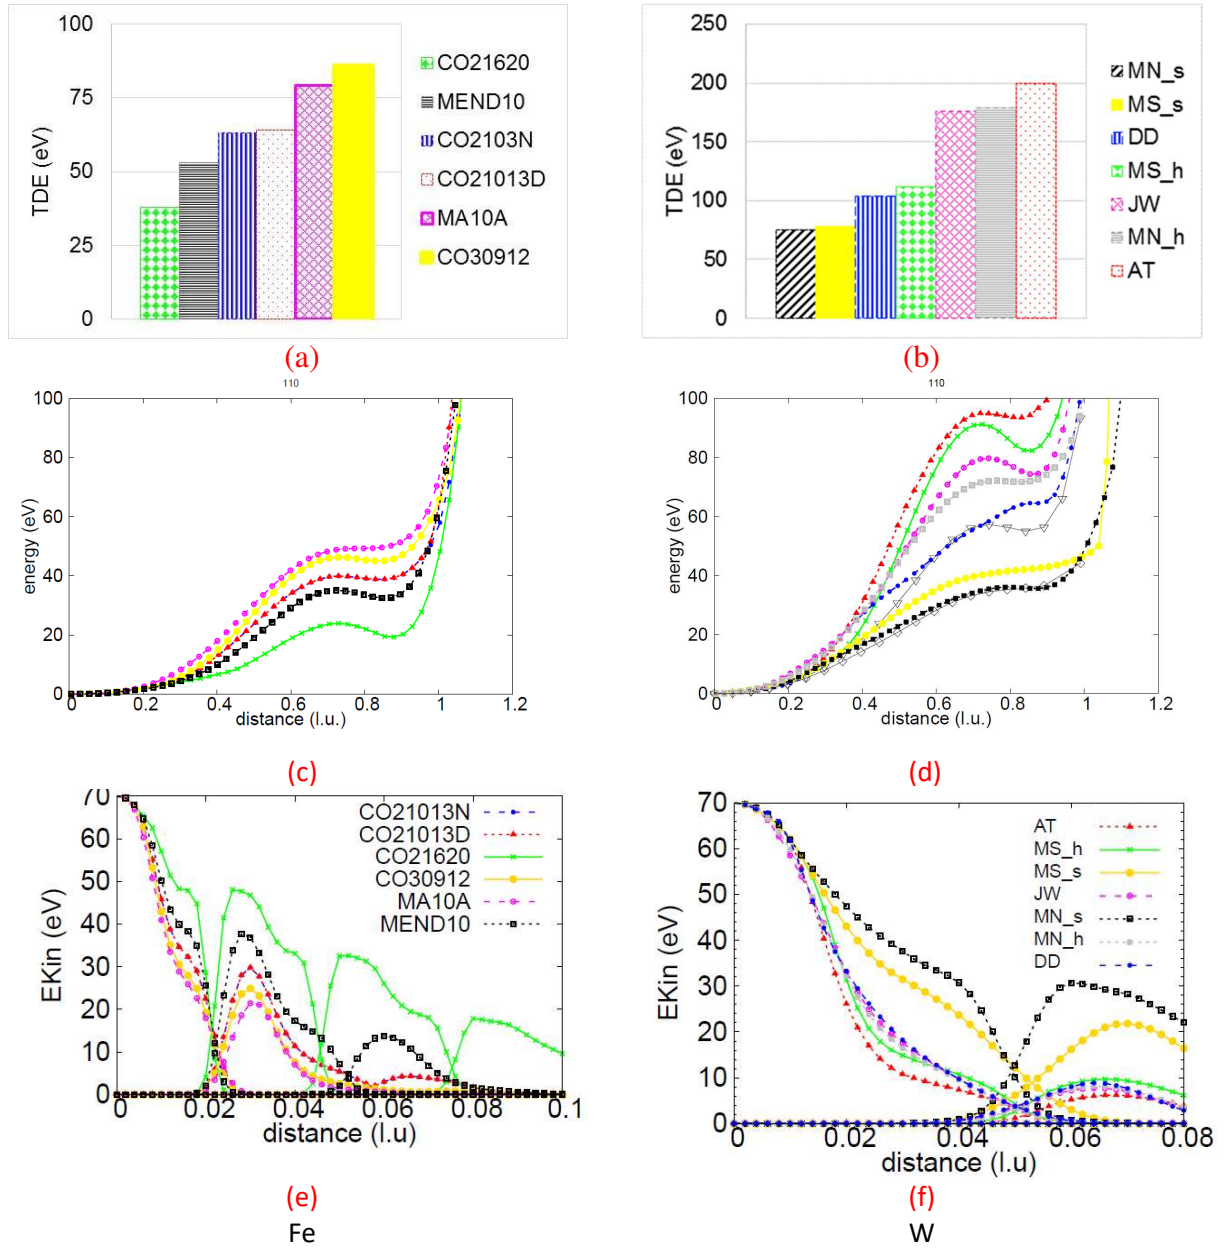 100
75
50
25
0
TDE (eV)
CO21620
MEND10
CO2103N
CO21013D
MA10A
CO30912
(a)
250
200
150
100
50
0
TDE (eV)
MN_s
MS_s
DD
MS_h
JW
MN_h
AT
(b)
110
100
80
60
40
20
0
energy (eV)
0 0.2 0.4 0.6 0.8 1 1.2
distance (l.u.)
(c)
110
100
80
60
40
20
0
energy (eV)
0 0.2 0.4 0.6 0.8 1 1.2
distance (l.u.)
(d)
70
60
50
40
30
20
10
0
EKin (eV)
CO21013N
CO21013D
CO21620
CO30912
MA10A
MEND10
0 0.02 0.04 0.06 0.08 0.1
distance (l.u)
(e)
Fe
70
60
50
40
30
20
10
0
EKin (eV)
AT
MS_h
MS_s
JW
MN_s
MN_h
DD
0 0.02 0.04 0.06 0.08
distance (l.u)
(f)
W